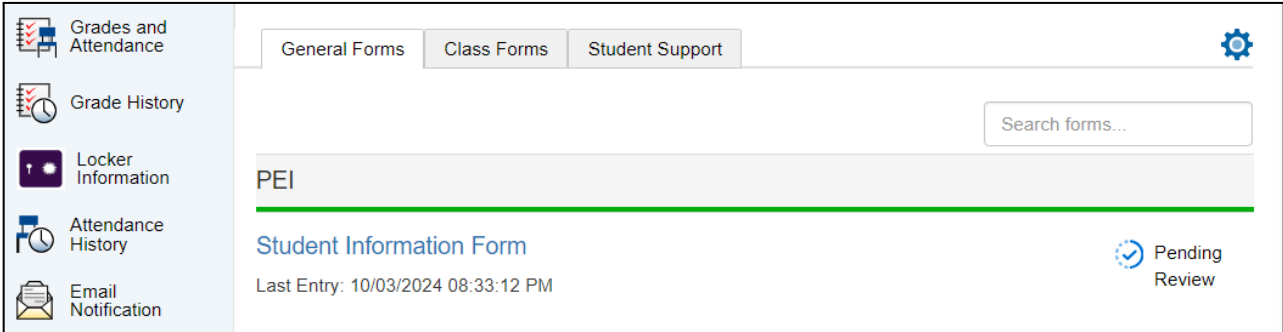 Grades and
Attendance
Grade History
Locker
Information
Attendance
History
Email
Notification
General Forms
Class Forms
Student Support
Search forms...
PEI
Student Information Form
Last Entry: 10/03/2024 08:33:12 PM
Pending
Review